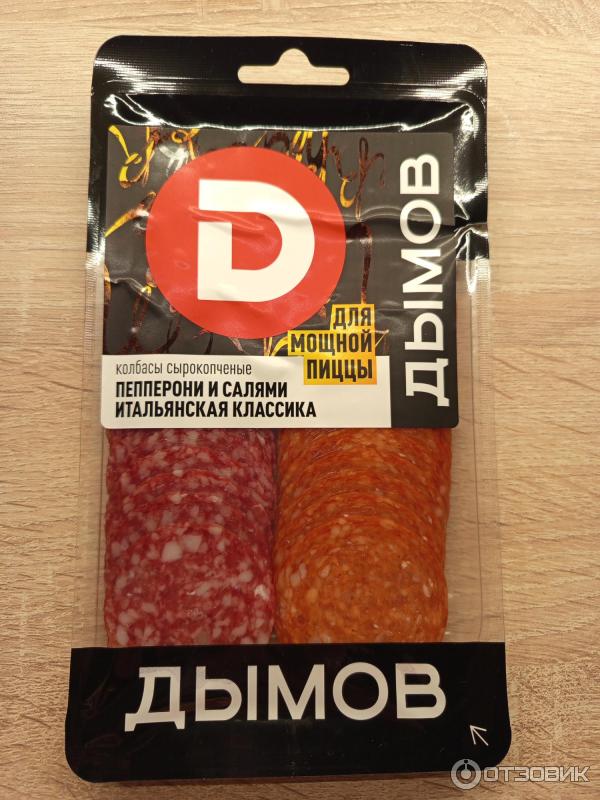 D
ДЫМОВ
ДЛЯ
МОЩНОЙ
ПИЦЦЫ
колбасы сырокопченые
ПЕППЕРОНИ И САЛЯМИ
ИТАЛЬЯНСКАЯ КЛАССИКА
ДЫМОВ
ОТЗОВИК